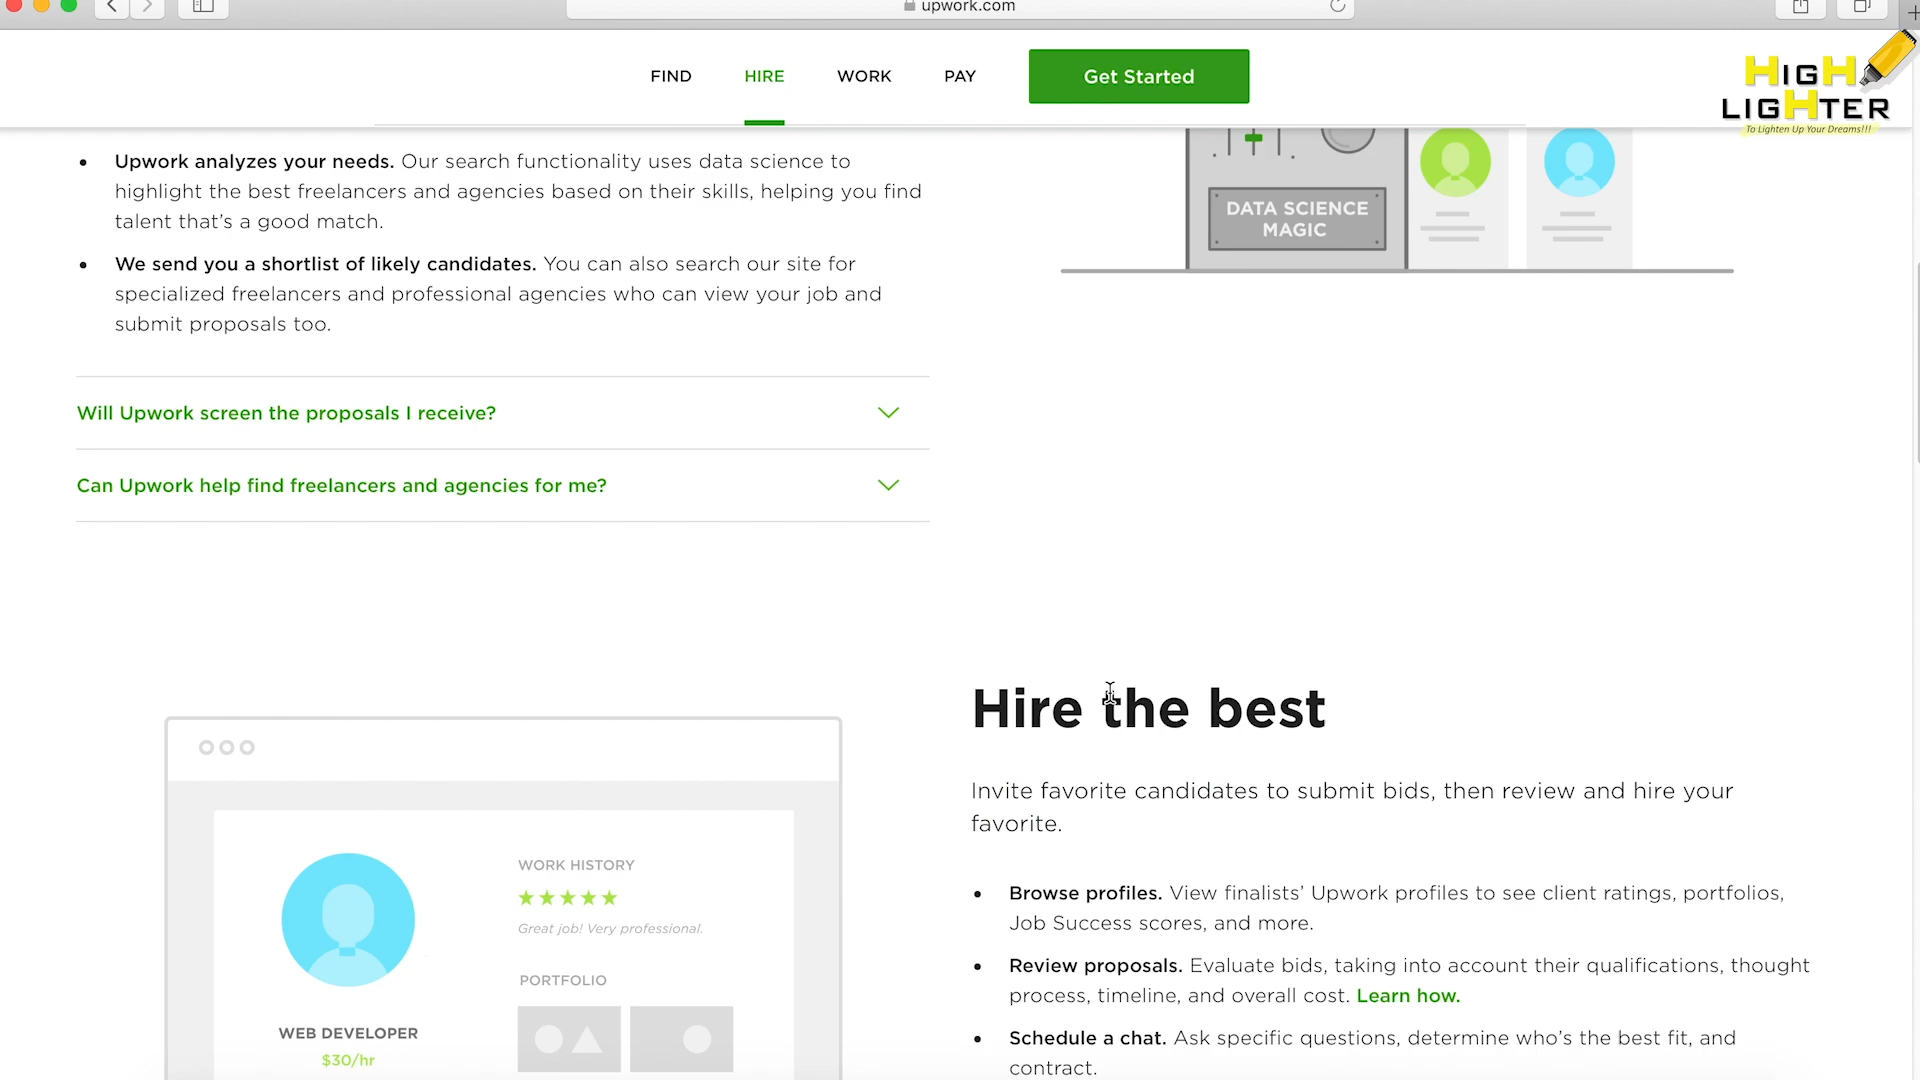 upwork.com
FIND
HIRE
WORK
PAY
Get Started
HIGH
LIGHTER
To Lighten Up Your Dreams!!!
Upwork analyzes your needs. Our search functionality uses data science to
highlight the best freelancers and agencies based on their skills, helping you find
talent that's a good match.
We send you a shortlist of likely candidates. You can also search our site for
specialized freelancers and professional agencies who can view your job and
submit proposals too.
DATA SCIENCE
MAGIC
Will Upwork screen the proposals I receive?
Can Upwork help find freelancers and agencies for me?
WORK HISTORY
Great job! Very professional.
PORTFOLIO
WEB DEVELOPER
$30/hr
Hire the best
Invite favorite candidates to submit bids, then review and hire your
favorite.
Browse profiles. View finalists' Upwork profiles to see client ratings, portfolios,
Job Success scores, and more.
Review proposals. Evaluate bids, taking into account their qualifications, thought
process, timeline, and overall cost. Learn how.
Schedule a chat. Ask specific questions, determine who's the best fit, and
contract.